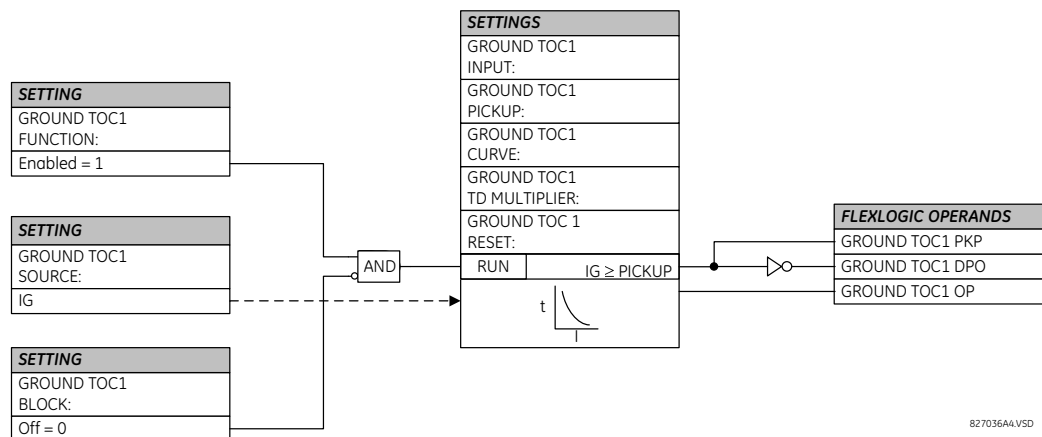 SETTING
GROUND TOC1
FUNCTION:
Enabled = 1
SETTING
GROUND TOC1
SOURCE:
IG
SETTING
GROUND TOC1
BLOCK:
Off = 0
AND
SETTINGS
GROUND TOC1
INPUT:
GROUND TOC1
PICKUP:
GROUND TOC1
CURVE:
GROUND TOC1
TD MULTIPLIER:
GROUND TOC 1
RESET:
RUN
IG ≥ PICKUP
t
I
FLEXLOGIC OPERANDS
GROUND TOC1 PKP
GROUND TOC1 DPO
GROUND TOC1 OP
827036A4.VSD